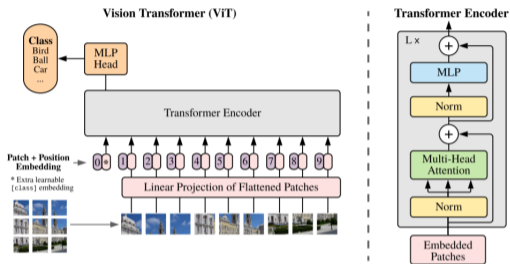 Vision Transformer (ViT)
Class
Bird
Ball
Car
...
MLP
Head
Transformer Encoder
Patch + Position
Embedding
* Extra learnable
[class] embedding
0 * 1 2 3 4 5 6 7 8 9
Linear Projection of Flattened Patches
Transformer Encoder
L ×
+
MLP
Norm
+
Multi-Head
Attention
Norm
Embedded
Patches